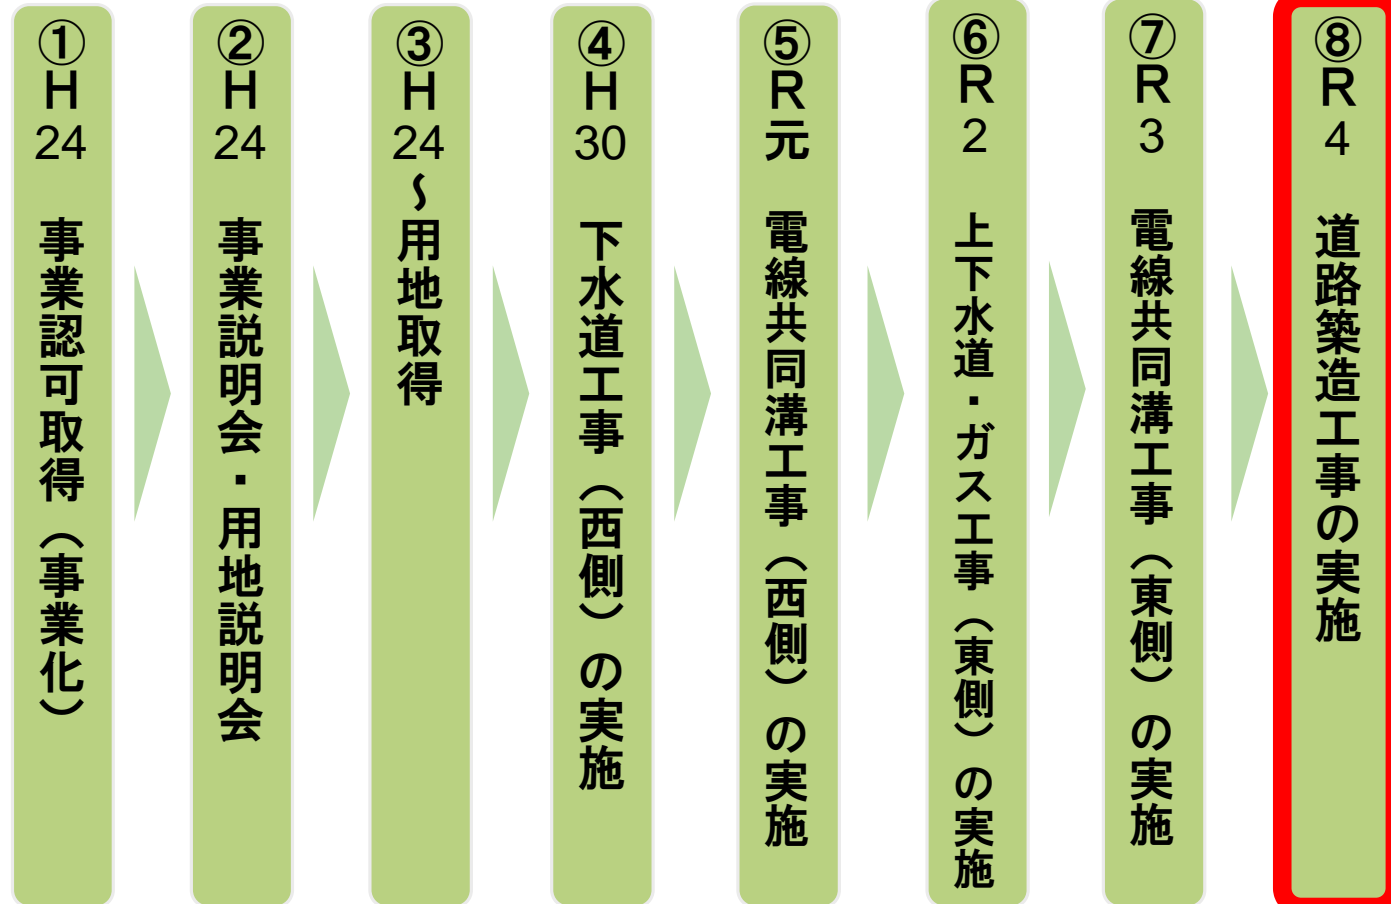 ①H24 事業認可取得（事業化）
②H24 事業説明会・用地説明会
③H24～用地取得
④H30 下水道工事（西側）の実施
⑤R元 電線共同溝工事（西側）の実施
⑥R2 上下水道・ガス工事（東側）の実施
⑦R3 電線共同溝工事（東側）の実施
⑧R4 道路築造工事の実施